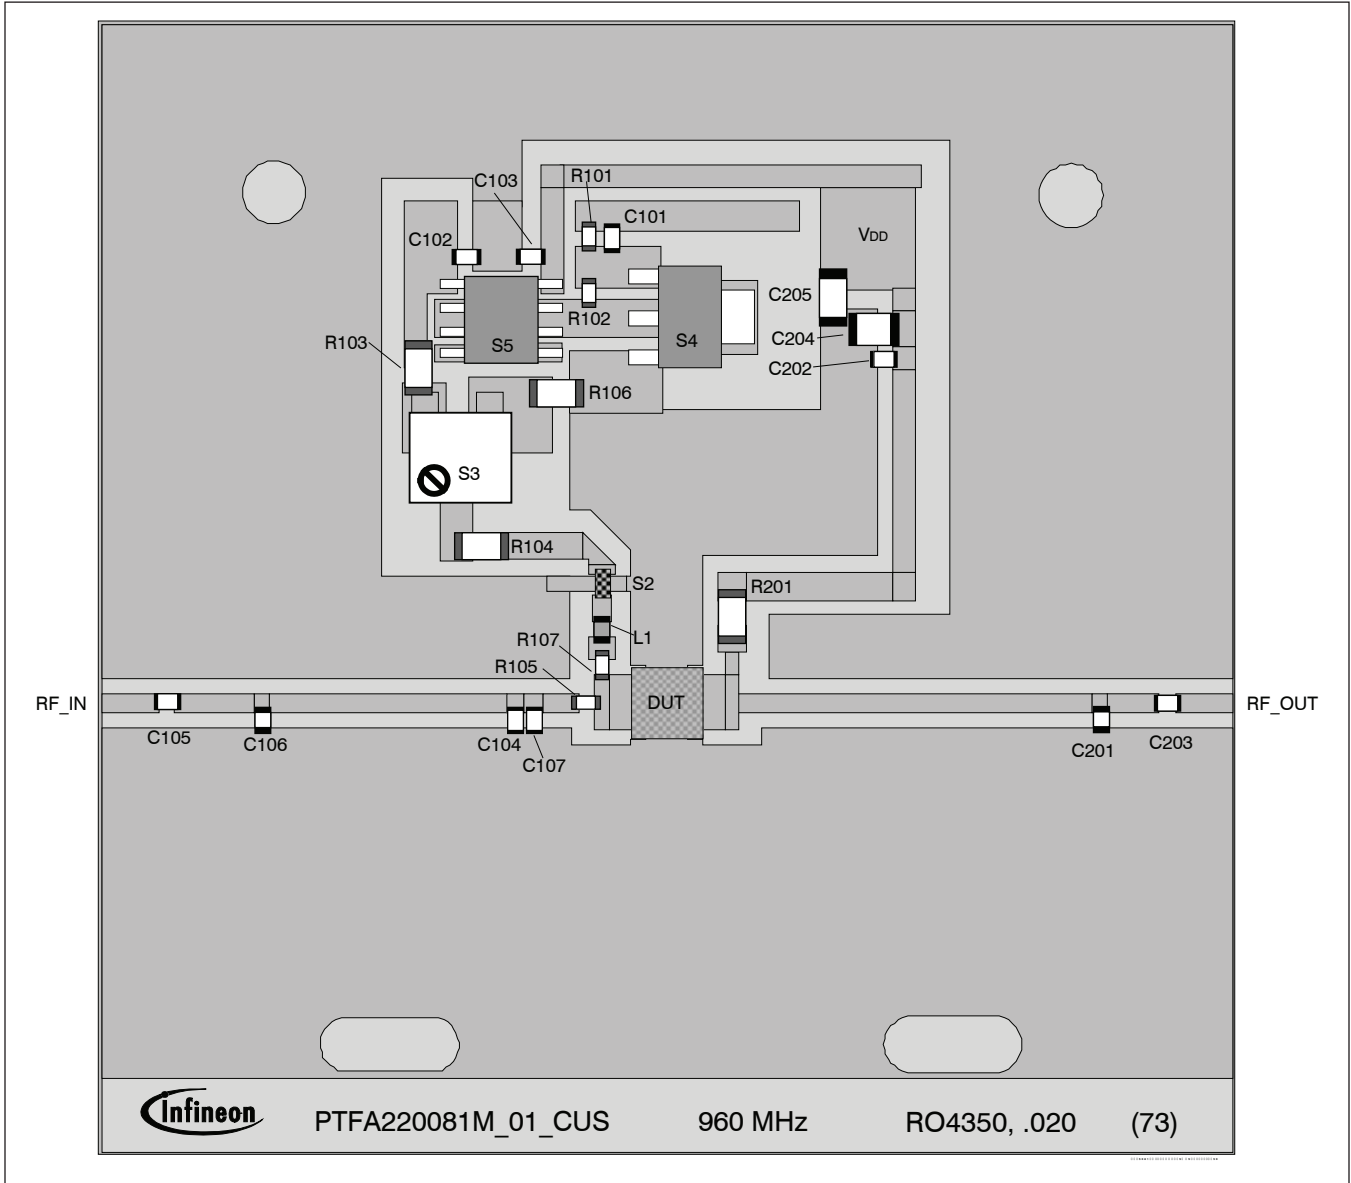 R101
C103
C101
C102
VDD
C205
R102
S4
C204
S5
R103
C202
R106
S3
R104
S2
R201
L1
R107
R105
RF_IN
DUT
RF_OUT
C105
C106
C104
C107
C201
C203
Infineon
PTFA220081M_01_CUS
960 MHz
RO4350, .020
(73)